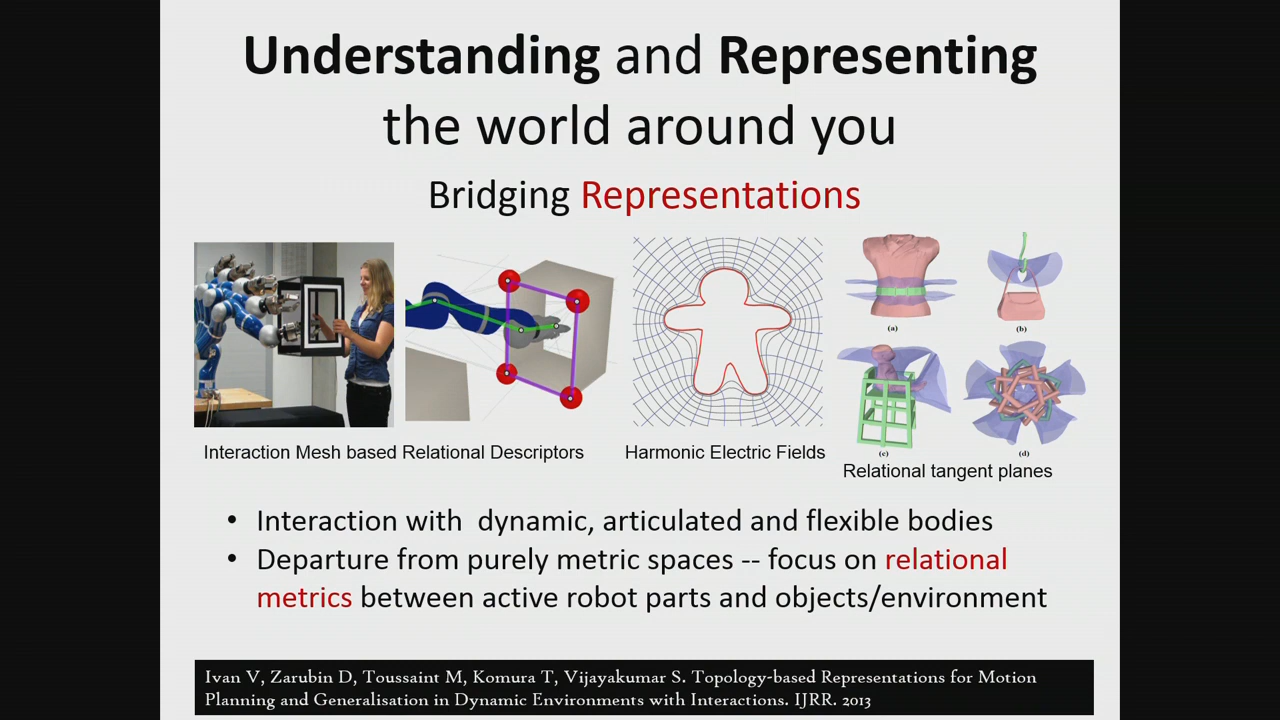 Understanding and Representing
the world around you
Bridging Representations
(a)
(b)
(c)
(d)
Interaction Mesh based Relational Descriptors
Harmonic Electric Fields
Relational tangent planes
• Interaction with dynamic, articulated and flexible bodies
• Departure from purely metric spaces -- focus on relational
metrics between active robot parts and objects/environment
Ivan V, Zarubin D, Toussaint M, Komura T, Vijayakumar S. Topology-based Representations for Motion
Planning and Generalisation in Dynamic Environments with Interactions. IJRR. 2013